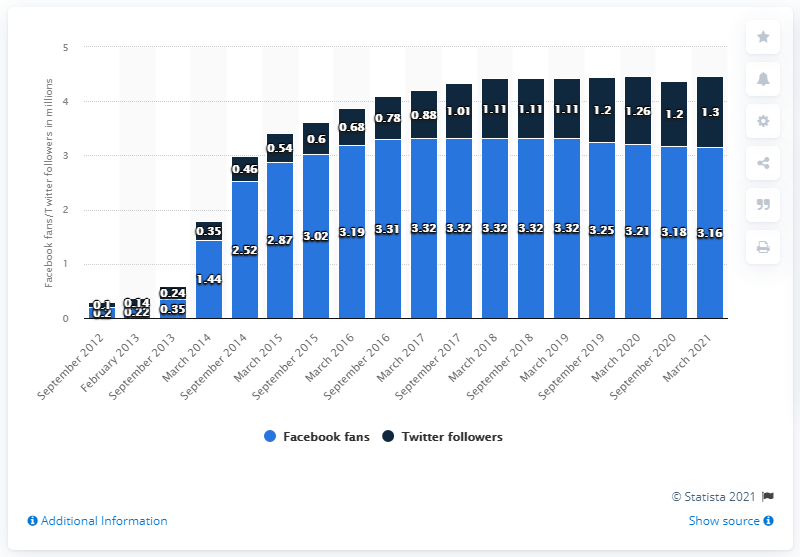 Facebook fans/Twitter followers in millions
5
4
3
2
1
0
0.1 0.14 0.24 0.35 0.46 0.54 0.6 0.68 0.78 0.88 1.01 1.11 1.11 1.11 1.2 1.26 1.2 1.3
0.2 0.22 0.35 1.44 2.52 2.87 3.02 3.19 3.31 3.32 3.32 3.32 3.32 3.32 3.25 3.21 3.18 3.16
September 2012
February 2013
September 2013
March 2014
September 2014
March 2015
September 2015
March 2016
September 2016
March 2017
September 2017
March 2018
September 2018
March 2019
September 2019
March 2020
September 2020
March 2021
Facebook fans Twitter followers
© Statista 2021
Additional Information Show source